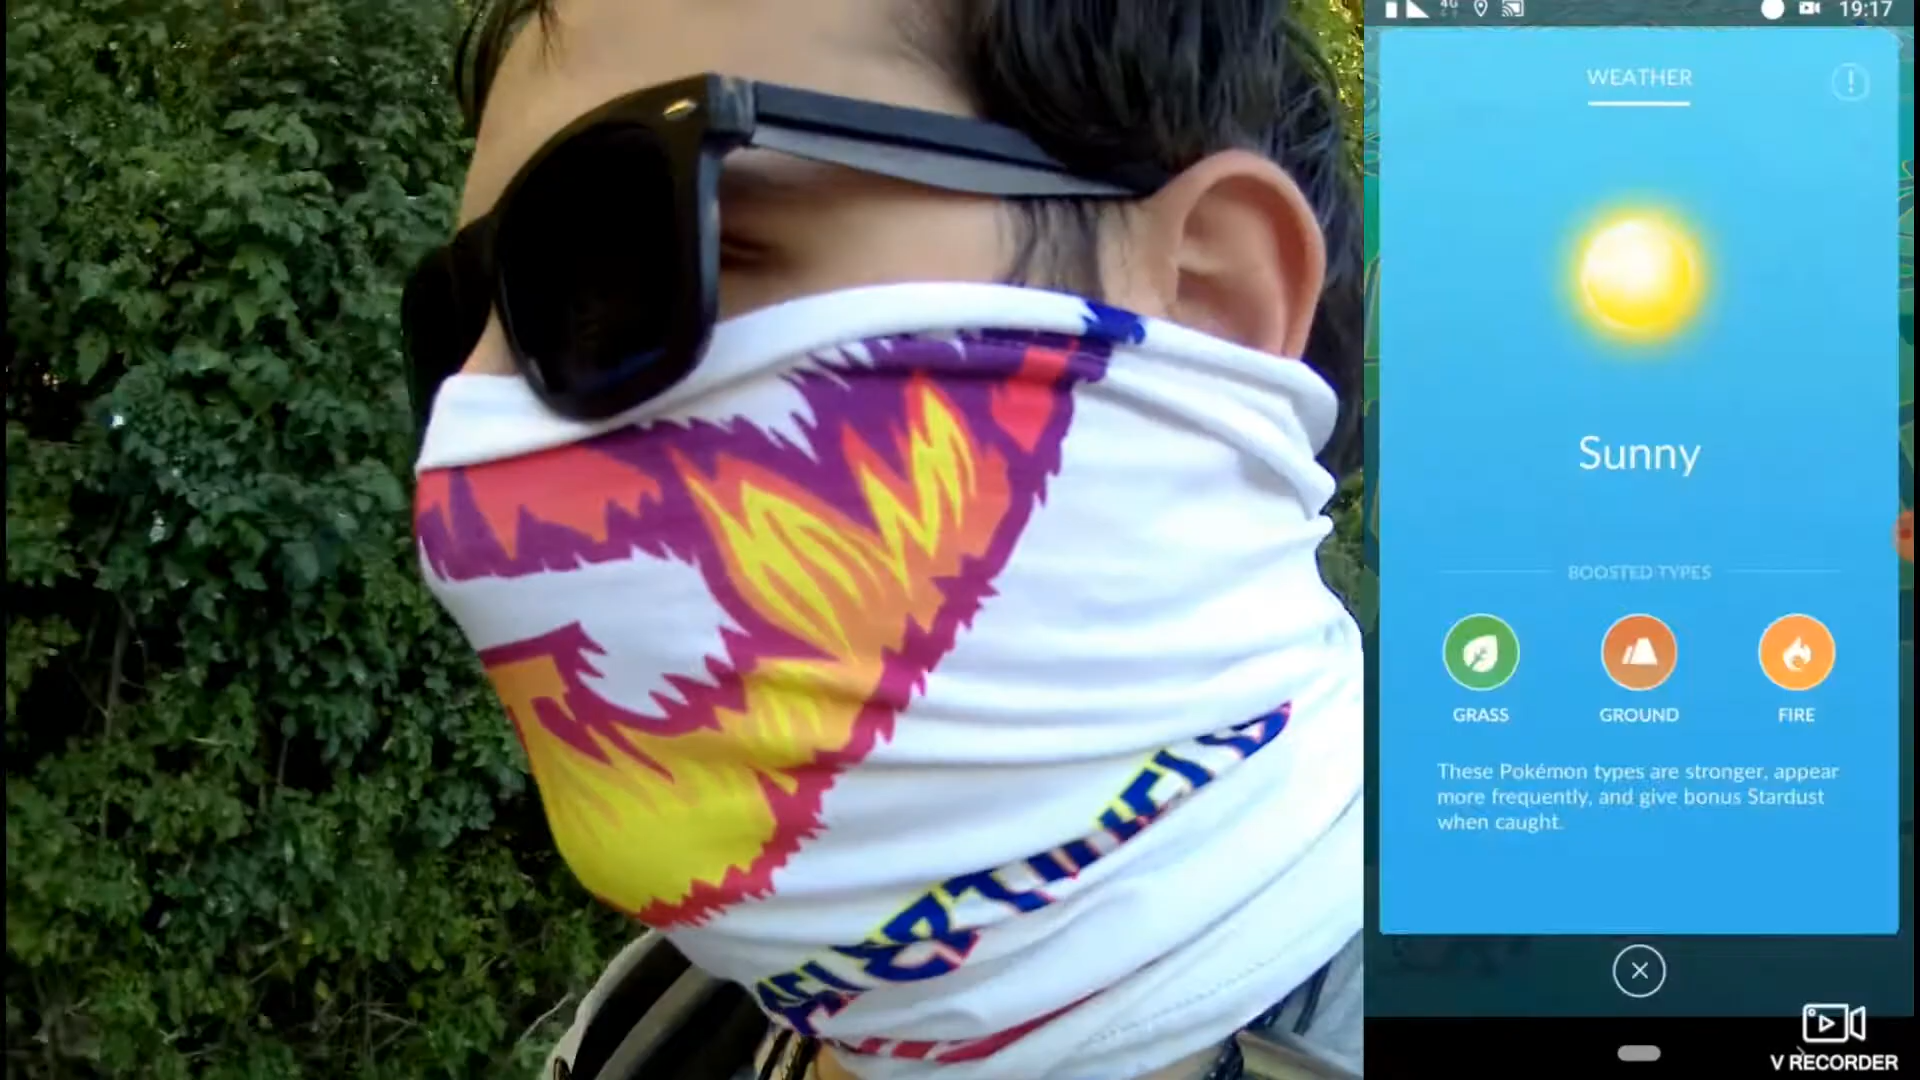 4G
19:17
WEATHER
Sunny
BOOSTED TYPES
GRASS
GROUND
FIRE
These Pokémon types are stronger, appear
more frequently, and give bonus Stardust
when caught.
V RECORDER